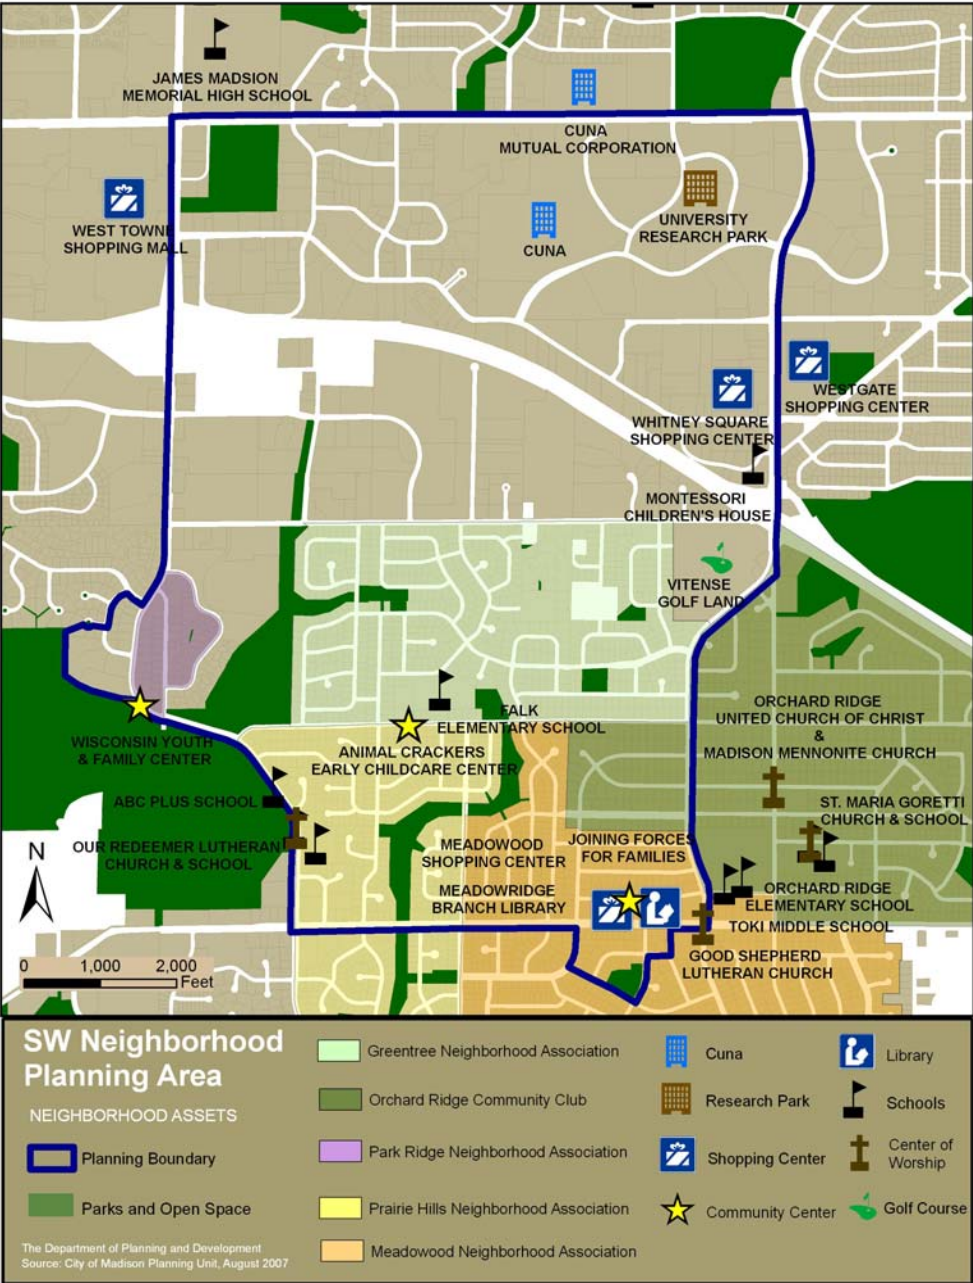 JAMES MADSION
MEMORIAL HIGH SCHOOL
CUNA
MUTUAL CORPORATION
WEST TOWNE
SHOPPING MALL
UNIVERSITY
RESEARCH PARK
CUNA
WESTGATE
SHOPPING CENTER
WHITNEY SQUARE
SHOPPING CENTER
MONTESSORI
CHILDREN'S HOUSE
VITENSE
GOLF LAND
ORCHARD RIDGE
UNITED CHURCH OF CHRIST
&
MADISON MENNONITE CHURCH
FALK
ELEMENTARY SCHOOL
WISCONSIN YOUTH
& FAMILY CENTER
ANIMAL CRACKERS
EARLY CHILDCARE CENTER
ABC PLUS SCHOOL
ST. MARIA GORETTI
CHURCH & SCHOOL
OUR REDEEMER LUTHERAN
CHURCH & SCHOOL
MEADOWOOD
SHOPPING CENTER
JOINING FORCES
FOR FAMILIES
MEADOWRIDGE
BRANCH LIBRARY
ORCHARD RIDGE
ELEMENTARY SCHOOL
TOKI MIDDLE SCHOOL
GOOD SHEPHERD
LUTHERAN CHURCH
N
0 1,000 2,000
Feet
SW Neighborhood
Planning Area
NEIGHBORHOOD ASSETS
Planning Boundary
Parks and Open Space
The Department of Planning and Development
Source: City of Madison Planning Unit, August 2007
Greentree Neighborhood Association
Orchard Ridge Community Club
Park Ridge Neighborhood Association
Prairie Hills Neighborhood Association
Meadowood Neighborhood Association
Cuna
Research Park
Shopping Center
Community Center
Library
Schools
Center of
Worship
Golf Course